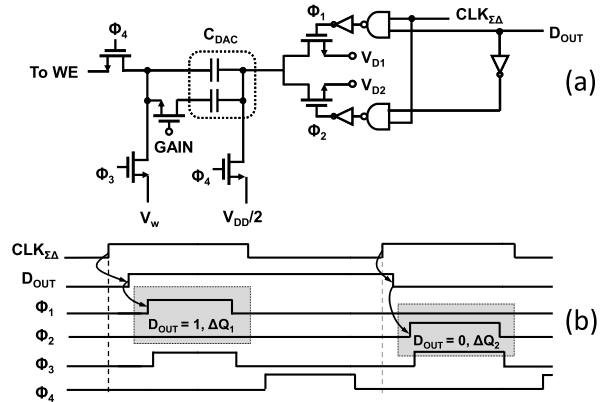 Φ4
CDAC
Φ1
CLKΣΔ
DOUT
To WE
VD1
VD2
(a)
GAIN
Φ2
Φ3
Φ4
Vw
VDD/2
CLKΣΔ
DOUT
Φ1
DOUT = 1, ΔQ1
(b)
Φ2
DOUT = 0, ΔQ2
Φ3
Φ4